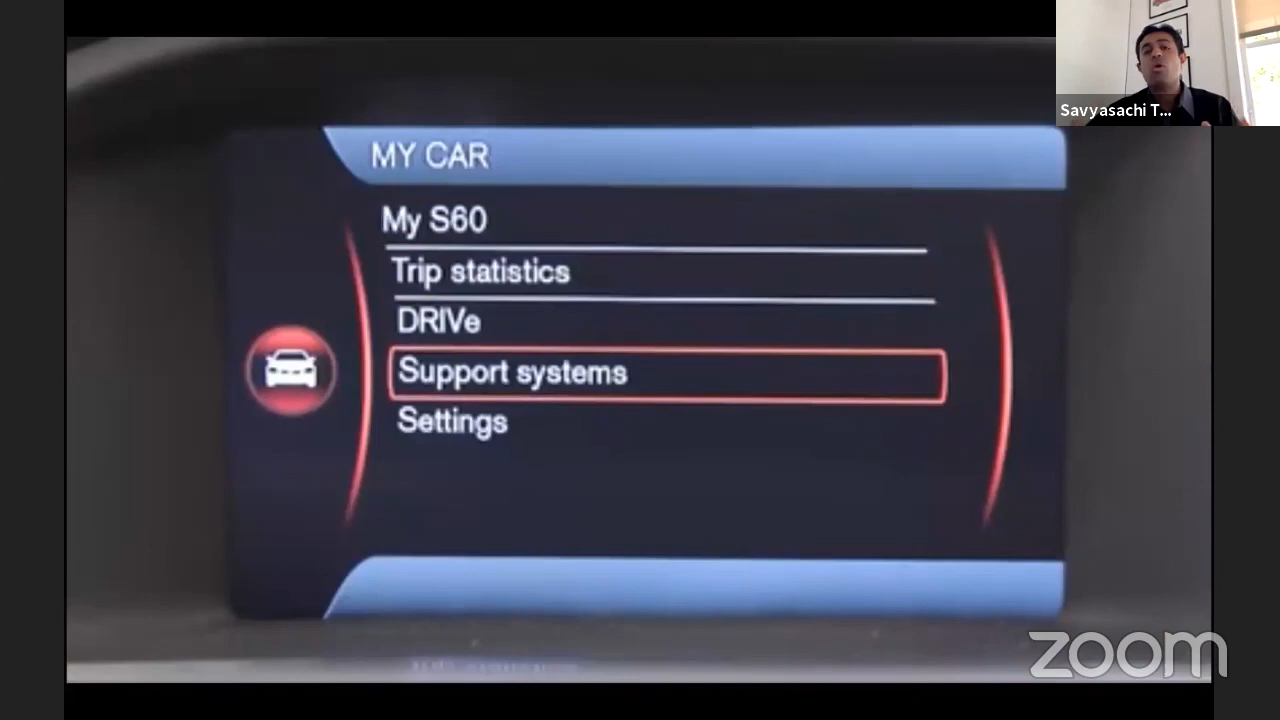 Savyasachi T...
MY CAR
My S60
Trip statistics
DRIVe
Support systems
Settings
zoom